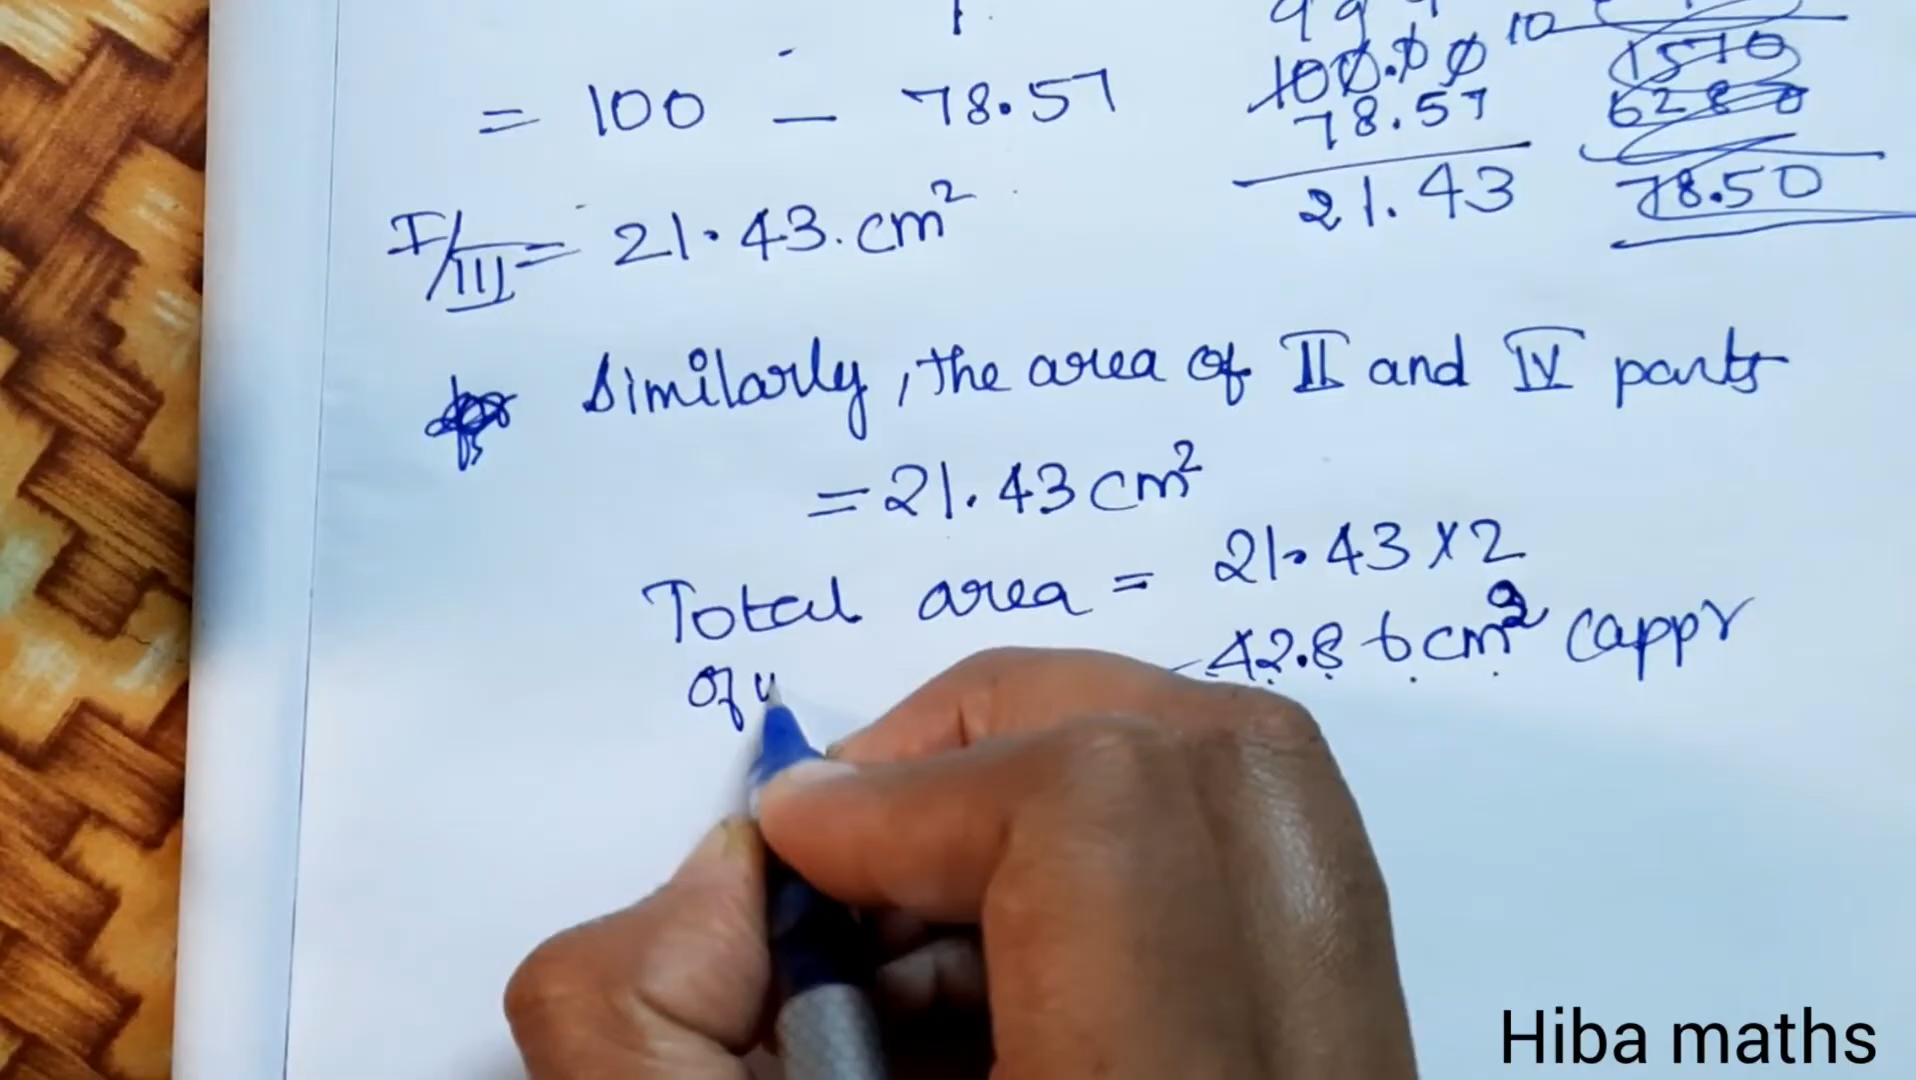 = 100 – 78.57
I/III = 21.43.cm²
Similarly, the area of II and IV parts
= 21.43 cm²
Total area = 21.43 x 2
42.86 cm² (appr
of
100.00 10
78.57
21.43
1570
6280
78.50
Hiba maths